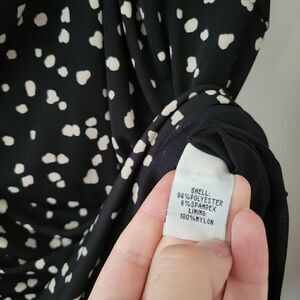 SHELL:
94%POLYESTER
6%SPANDEX
LINING:
100%NYLON